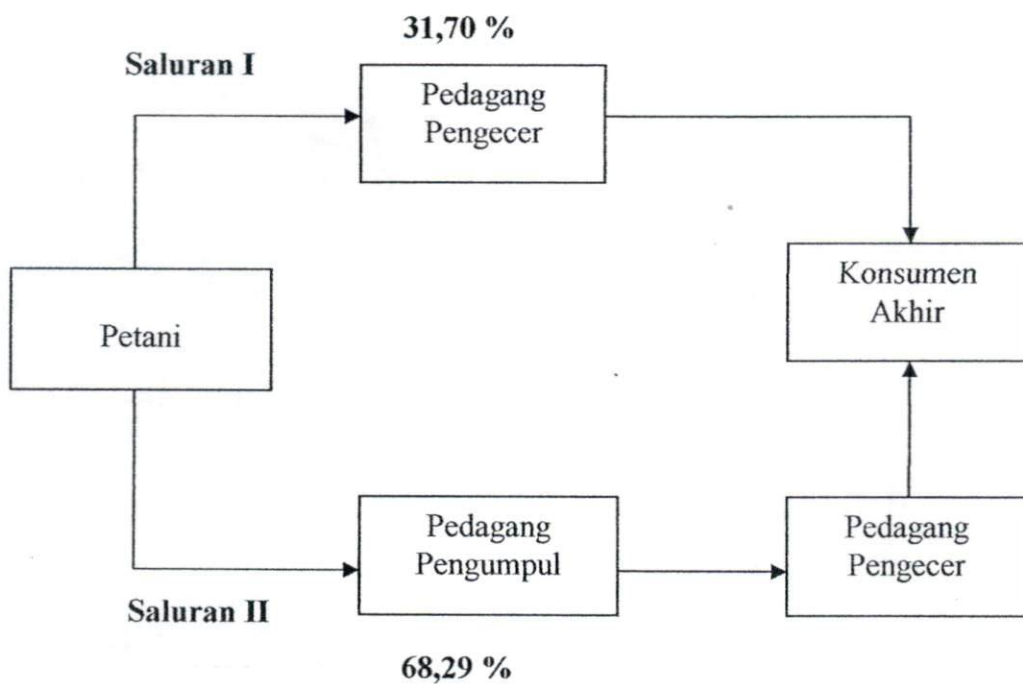 31,70 %
Saluran I
Pedagang
Pengecer
Konsumen
Akhir
Petani
Pedagang
Pengumpul
Pedagang
Pengecer
Saluran II
68,29 %